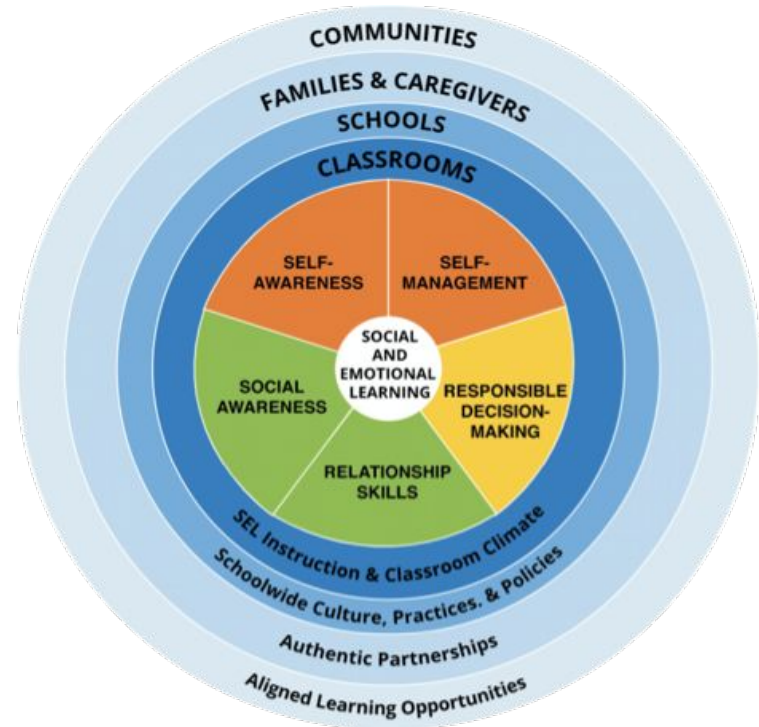 COMMUNITIES
FAMILIES & CAREGIVERS
SCHOOLS
CLASSROOMS
SELF-
AWARENESS
SELF-
MANAGEMENT
SOCIAL
AND
EMOTIONAL
LEARNING
SOCIAL
AWARENESS
RESPONSIBLE
DECISION-
MAKING
RELATIONSHIP
SKILLS
SEL Instruction & Classroom Climate
Schoolwide Culture, Practices. & Policies
Authentic Partnerships
Aligned Learning Opportunities